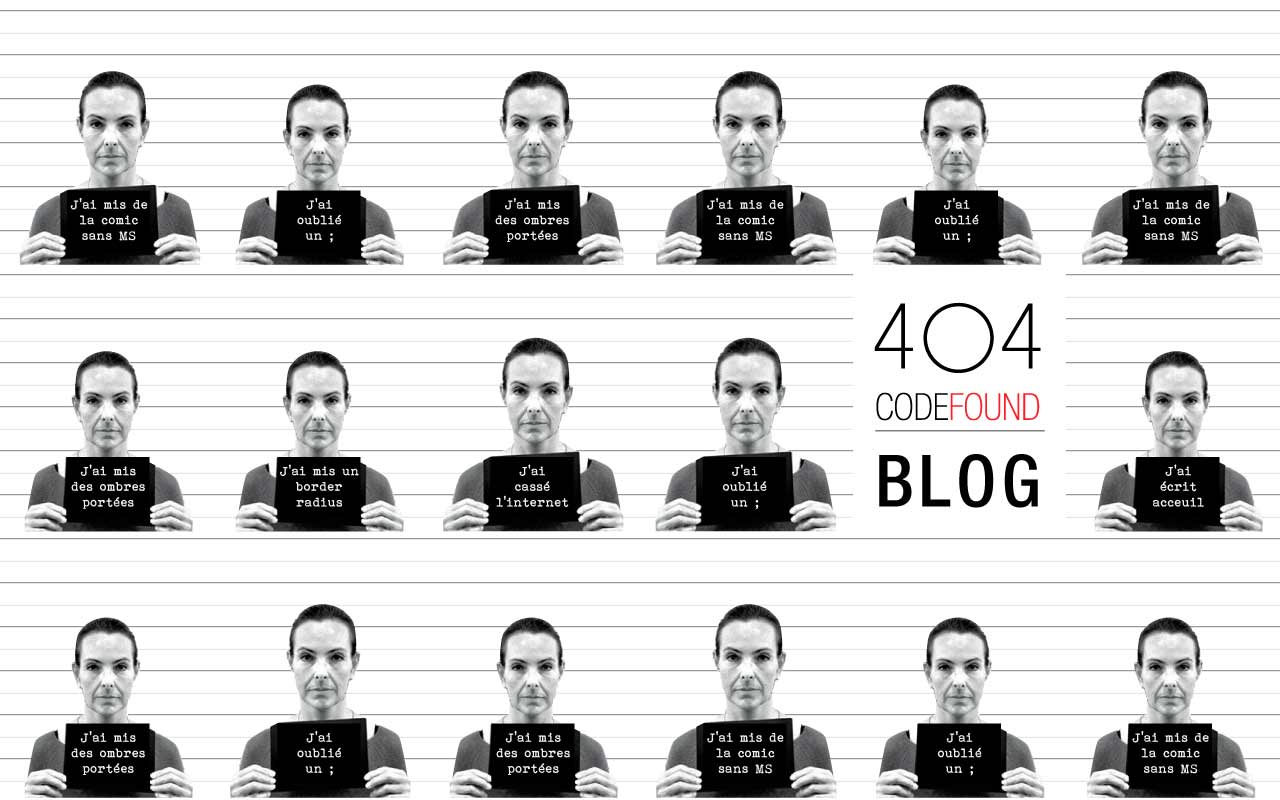 J'ai mis de
la comic
sans MS
J'ai
oublié
un ;
J'ai mis
des ombres
portées
J'ai mis de
la comic
sans MS
J'ai
oublié
un ;
J'ai mis de
la comic
sans MS
J'ai mis
des ombres
portées
J'ai mis un
border
radius
J'ai
cassé
l'internet
J'ai
oublié
un ;
404
CODEFOUND
BLOG
J'ai
écrit
acceuil
J'ai mis
des ombres
portées
J'ai
oublié
un ;
J'ai mis
des ombres
portées
J'ai mis de
la comic
sans MS
J'ai
oublié
un ;
J'ai mis de
la comic
sans MS